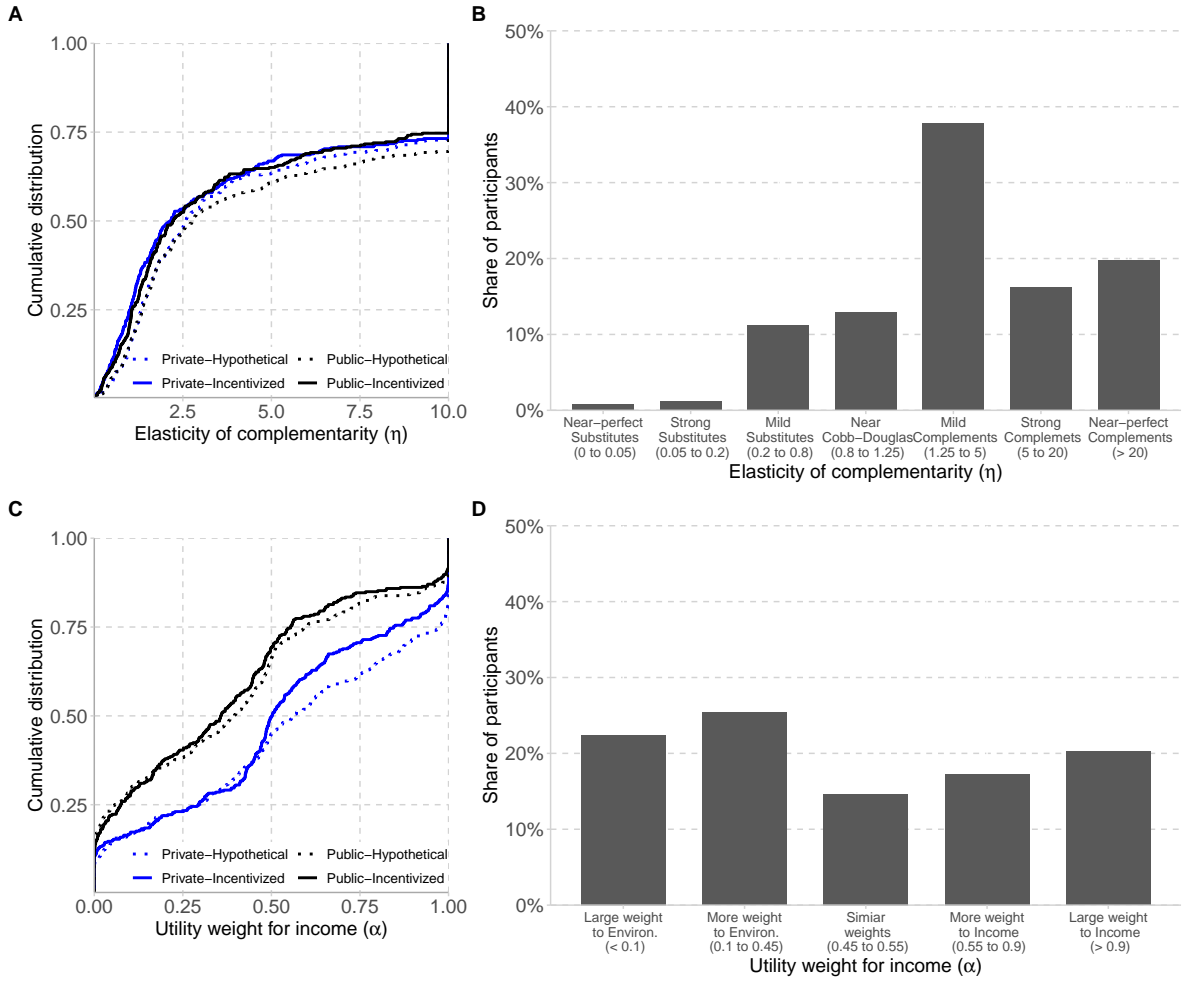 A
1.00
0.75
0.50
0.25
Cumulative distribution
Private−Hypothetical
Public−Hypothetical
Private−Incentivized
Public−Incentivized
2.5
5.0
7.5
10.0
Elasticity of complementarity (η)
B
50%
40%
30%
20%
10%
0%
Share of participants
Near−perfect
Substitutes
(0 to 0.05)
Strong
Substitutes
(0.05 to 0.2)
Mild
Substitutes
(0.2 to 0.8)
Near
Cobb−Douglas
(0.8 to 1.25)
Mild
Complements
(1.25 to 5)
Strong
Complemets
(5 to 20)
Near−perfect
Complements
(> 20)
Elasticity of complementarity (η)
C
1.00
0.75
0.50
0.25
Cumulative distribution
Private−Hypothetical
Public−Hypothetical
Private−Incentivized
Public−Incentivized
0.00
0.25
0.50
0.75
1.00
Utility weight for income (α)
D
50%
40%
30%
20%
10%
0%
Share of participants
Large weight
to Environ.
(< 0.1)
More weight
to Environ.
(0.1 to 0.45)
Simiar
weights
(0.45 to 0.55)
More weight
to Income
(0.55 to 0.9)
Large weight
to Income
(> 0.9)
Utility weight for income (α)